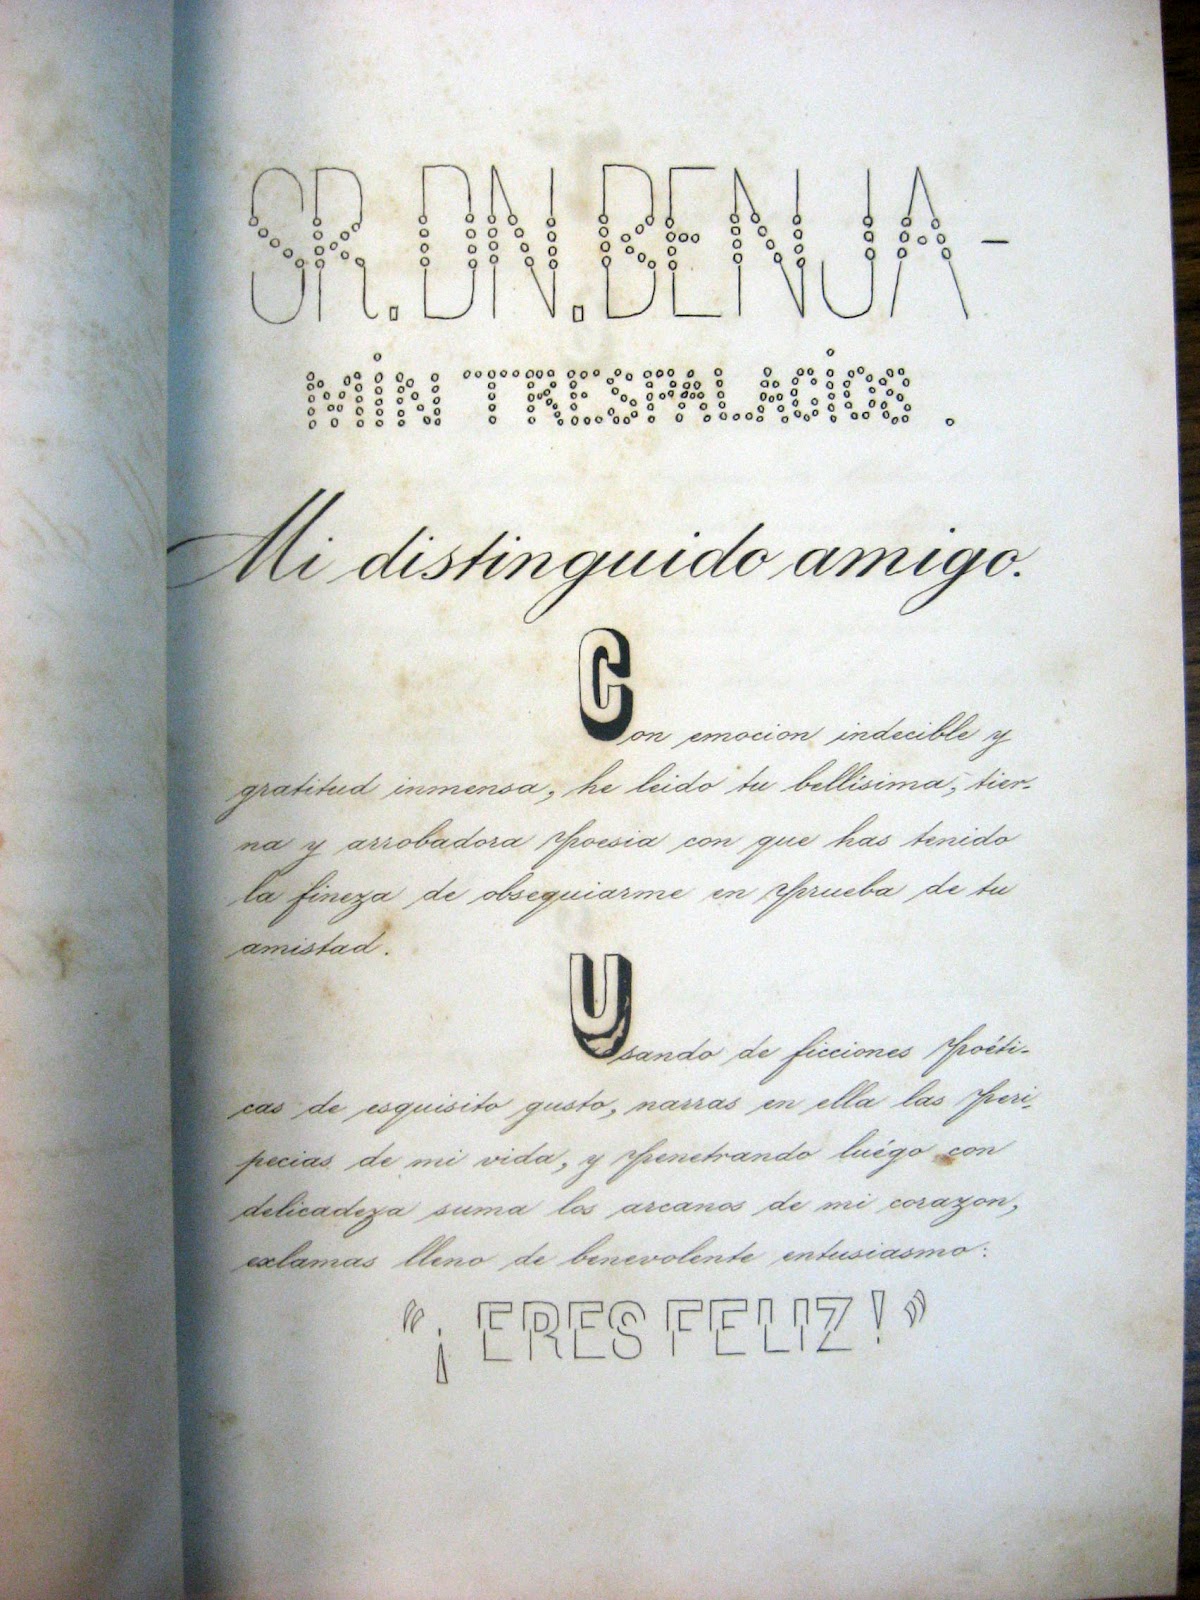 SR. DN. BENJA-
MÍN TRESPALACÍOS.
Mi distinguido amigo.
Con emocion indecible y
gratitud inmensa, he leido tu bellísima, tier-
na y arrobadora poesia con que has tenido
la fineza de obsequiarme en prueba de tu
amistad.
Usando de ficciones poéti-
cas de esquisito gusto, narras en ella las peri-
pecias de mi vida, y penetrando luégo con
delicadeza suma los arcanos de mi corazon,
exlamas lleno de benevolente entusiasmo:
"¡ERES FELIZ!"